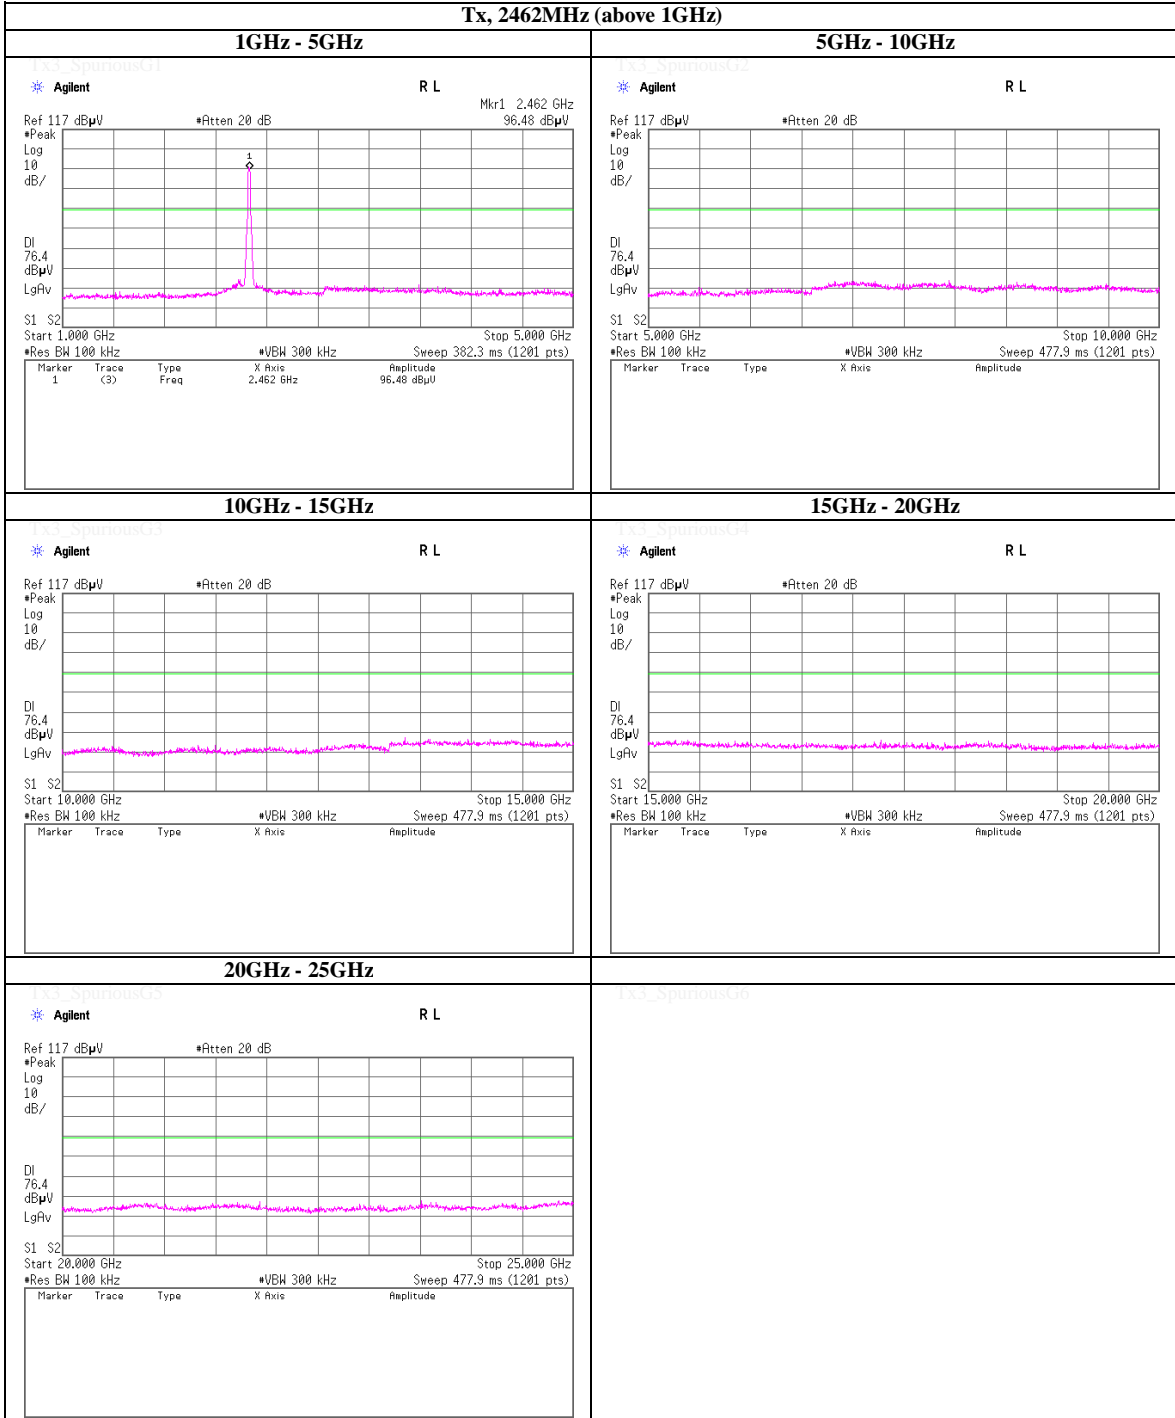 Tx, 2462MHz (above 1GHz)
1GHz - 5GHz
Tx3_SpuriousG1
Agilent R L
Mkr1 2.462 GHz
Ref 117 dBµV #Atten 20 dB 96.48 dBµV
#Peak
Log
10
dB/
1
DI
76.4
dBµV
LgAv
S1 S2
Start 1.000 GHz Stop 5.000 GHz
#Res BW 100 kHz #VBW 300 kHz Sweep 382.3 ms (1201 pts)
Marker Trace Type X Axis Amplitude
1 (3) Freq 2.462 GHz 96.48 dBµV
5GHz - 10GHz
Tx3_SpuriousG2
Agilent R L
Ref 117 dBµV #Atten 20 dB
#Peak
Log
10
dB/
DI
76.4
dBµV
LgAv
S1 S2
Start 5.000 GHz Stop 10.000 GHz
#Res BW 100 kHz #VBW 300 kHz Sweep 477.9 ms (1201 pts)
Marker Trace Type X Axis Amplitude
10GHz - 15GHz
Tx3_SpuriousG3
Agilent R L
Ref 117 dBµV #Atten 20 dB
#Peak
Log
10
dB/
DI
76.4
dBµV
LgAv
S1 S2
Start 10.000 GHz Stop 15.000 GHz
#Res BW 100 kHz #VBW 300 kHz Sweep 477.9 ms (1201 pts)
Marker Trace Type X Axis Amplitude
15GHz - 20GHz
Tx3_SpuriousG4
Agilent R L
Ref 117 dBµV #Atten 20 dB
#Peak
Log
10
dB/
DI
76.4
dBµV
LgAv
S1 S2
Start 15.000 GHz Stop 20.000 GHz
#Res BW 100 kHz #VBW 300 kHz Sweep 477.9 ms (1201 pts)
Marker Trace Type X Axis Amplitude
20GHz - 25GHz
Tx3_SpuriousG5
Agilent R L
Ref 117 dBµV #Atten 20 dB
#Peak
Log
10
dB/
DI
76.4
dBµV
LgAv
S1 S2
Start 20.000 GHz Stop 25.000 GHz
#Res BW 100 kHz #VBW 300 kHz Sweep 477.9 ms (1201 pts)
Marker Trace Type X Axis Amplitude
Tx3_SpuriousG6